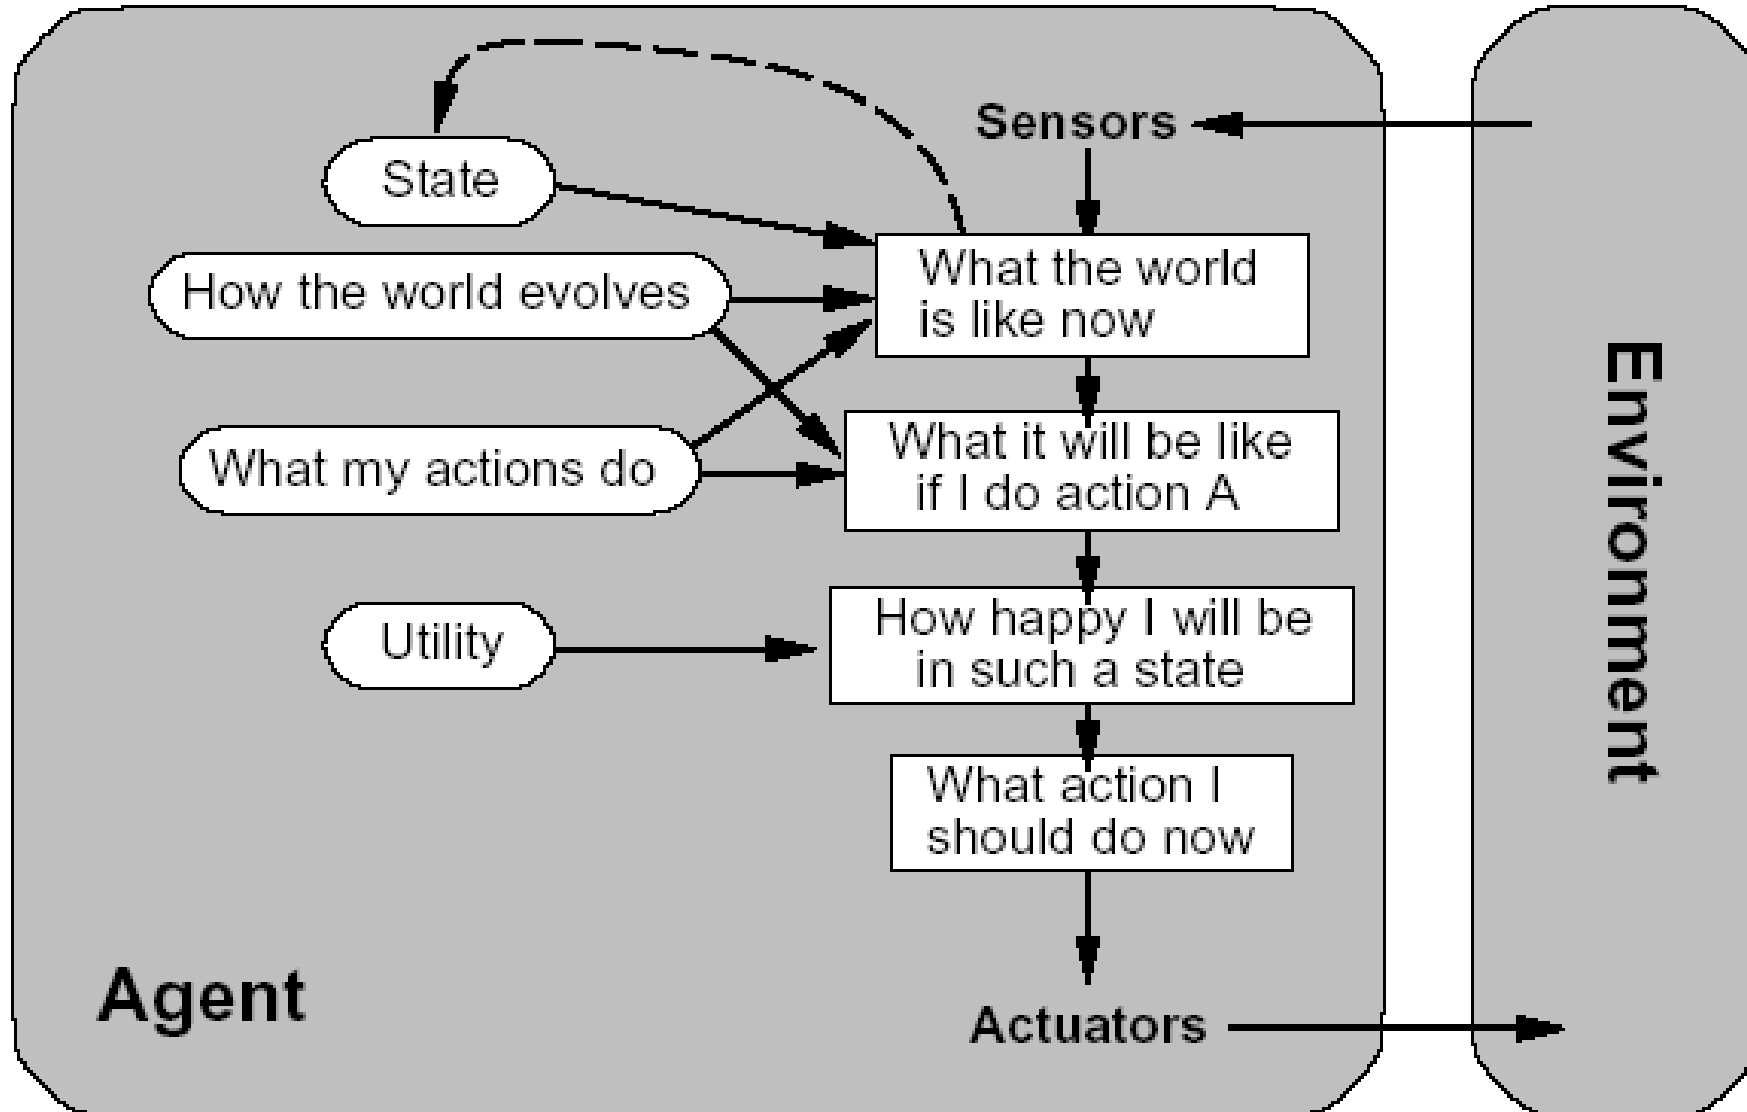 Sensors
State
What the world
is like now
How the world evolves
What it will be like
if I do action A
What my actions do
How happy I will be
in such a state
Utility
What action I
should do now
Agent
Actuators
Environment